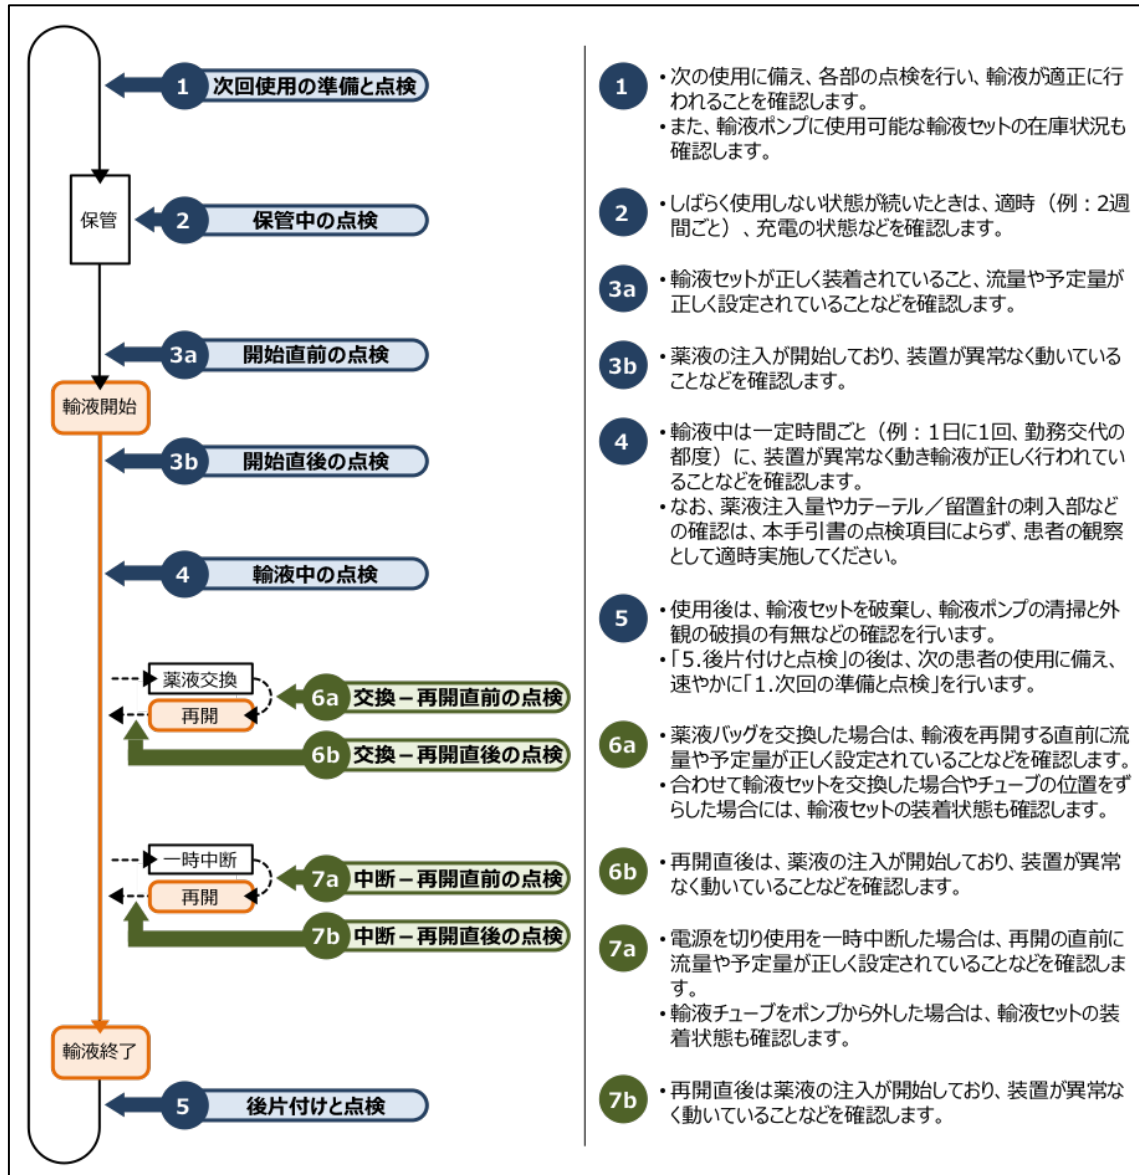 1 次回使用の準備と点検
保管
2 保管中の点検
3a 開始直前の点検
輸液開始
3b 開始直後の点検
4 輸液中の点検
薬液交換
再開
6a 交換－再開直前の点検
6b 交換－再開直後の点検
一時中断
再開
7a 中断－再開直前の点検
7b 中断－再開直後の点検
輸液終了
5 後片付けと点検
1
・次の使用に備え、各部の点検を行い、輸液が適正に行
われることを確認します。
・また、輸液ポンプに使用可能な輸液セットの在庫状況も
確認します。
2
・しばらく使用しない状態が続いたときは、適時（例：2週
間ごと）、充電の状態などを確認します。
3a
・輸液セットが正しく装着されていること、流量や予定量が
正しく設定されていることなどを確認します。
3b
・薬液の注入が開始しており、装置が異常なく動いている
ことなどを確認します。
4
・輸液中は一定時間ごと（例：1日に1回、勤務交代の
都度）に、装置が異常なく動き輸液が正しく行われてい
ることなどを確認します。
・なお、薬液注入量やカテーテル／留置針の刺入部など
の確認は、本手引書の点検項目によらず、患者の観察
として適時実施してください。
5
・使用後は、輸液セットを破棄し、輸液ポンプの清掃と外
観の破損の有無などの確認を行います。
・「5.後片付けと点検」の後は、次の患者の使用に備え、
速やかに「1.次回の準備と点検」を行います。
6a
・薬液バッグを交換した場合は、輸液を再開する直前に流
量や予定量が正しく設定されていることなどを確認します。
・合わせて輸液セットを交換した場合やチューブの位置をず
らした場合には、輸液セットの装着状態も確認します。
6b
・再開直後は、薬液の注入が開始しており、装置が異常
なく動いていることなどを確認します。
7a
・電源を切り使用を一時中断した場合は、再開の直前に
流量や予定量が正しく設定されていることなどを確認しま
す。
・輸液チューブをポンプから外した場合は、輸液セットの装
着状態も確認します。
7b
・再開直後は薬液の注入が開始しており、装置が異常な
く動いていることなどを確認します。